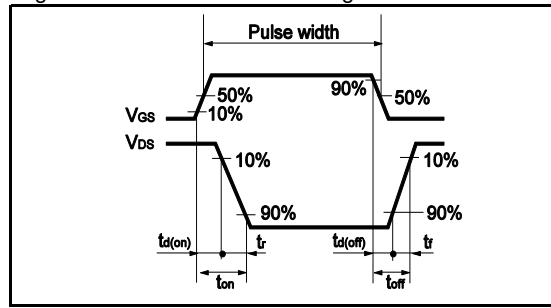 Pulse width
90%
50%
50%
10%
VGS
VDS
10%
10%
90%
90%
td(on)
tr
td(off)
tf
ton
toff